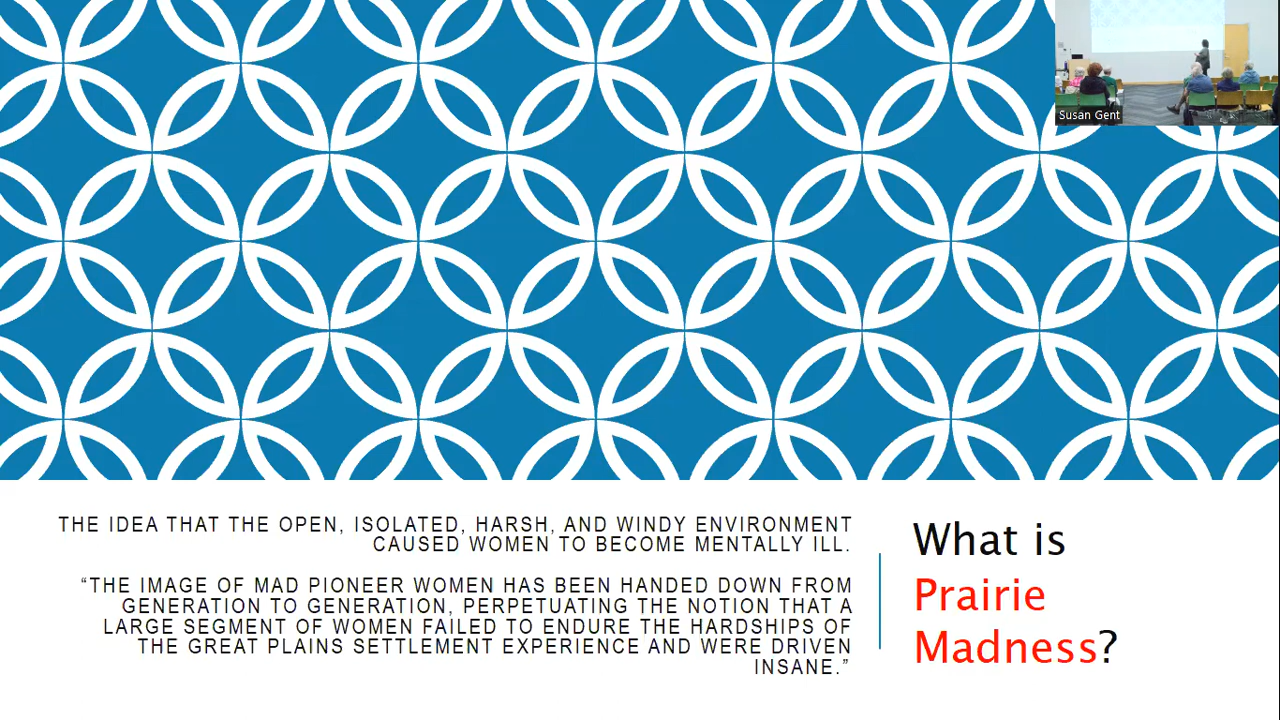 Susan Gent
THE IDEA THAT THE OPEN, ISOLATED, HARSH, AND WINDY ENVIRONMENT
CAUSED WOMEN TO BECOME MENTALLY ILL.
“THE IMAGE OF MAD PIONEER WOMEN HAS BEEN HANDED DOWN FROM
GENERATION TO GENERATION, PERPETUATING THE NOTION THAT A
LARGE SEGMENT OF WOMEN FAILED TO ENDURE THE HARDSHIPS OF
THE GREAT PLAINS SETTLEMENT EXPERIENCE AND WERE DRIVEN
INSANE.”
What is
Prairie
Madness?